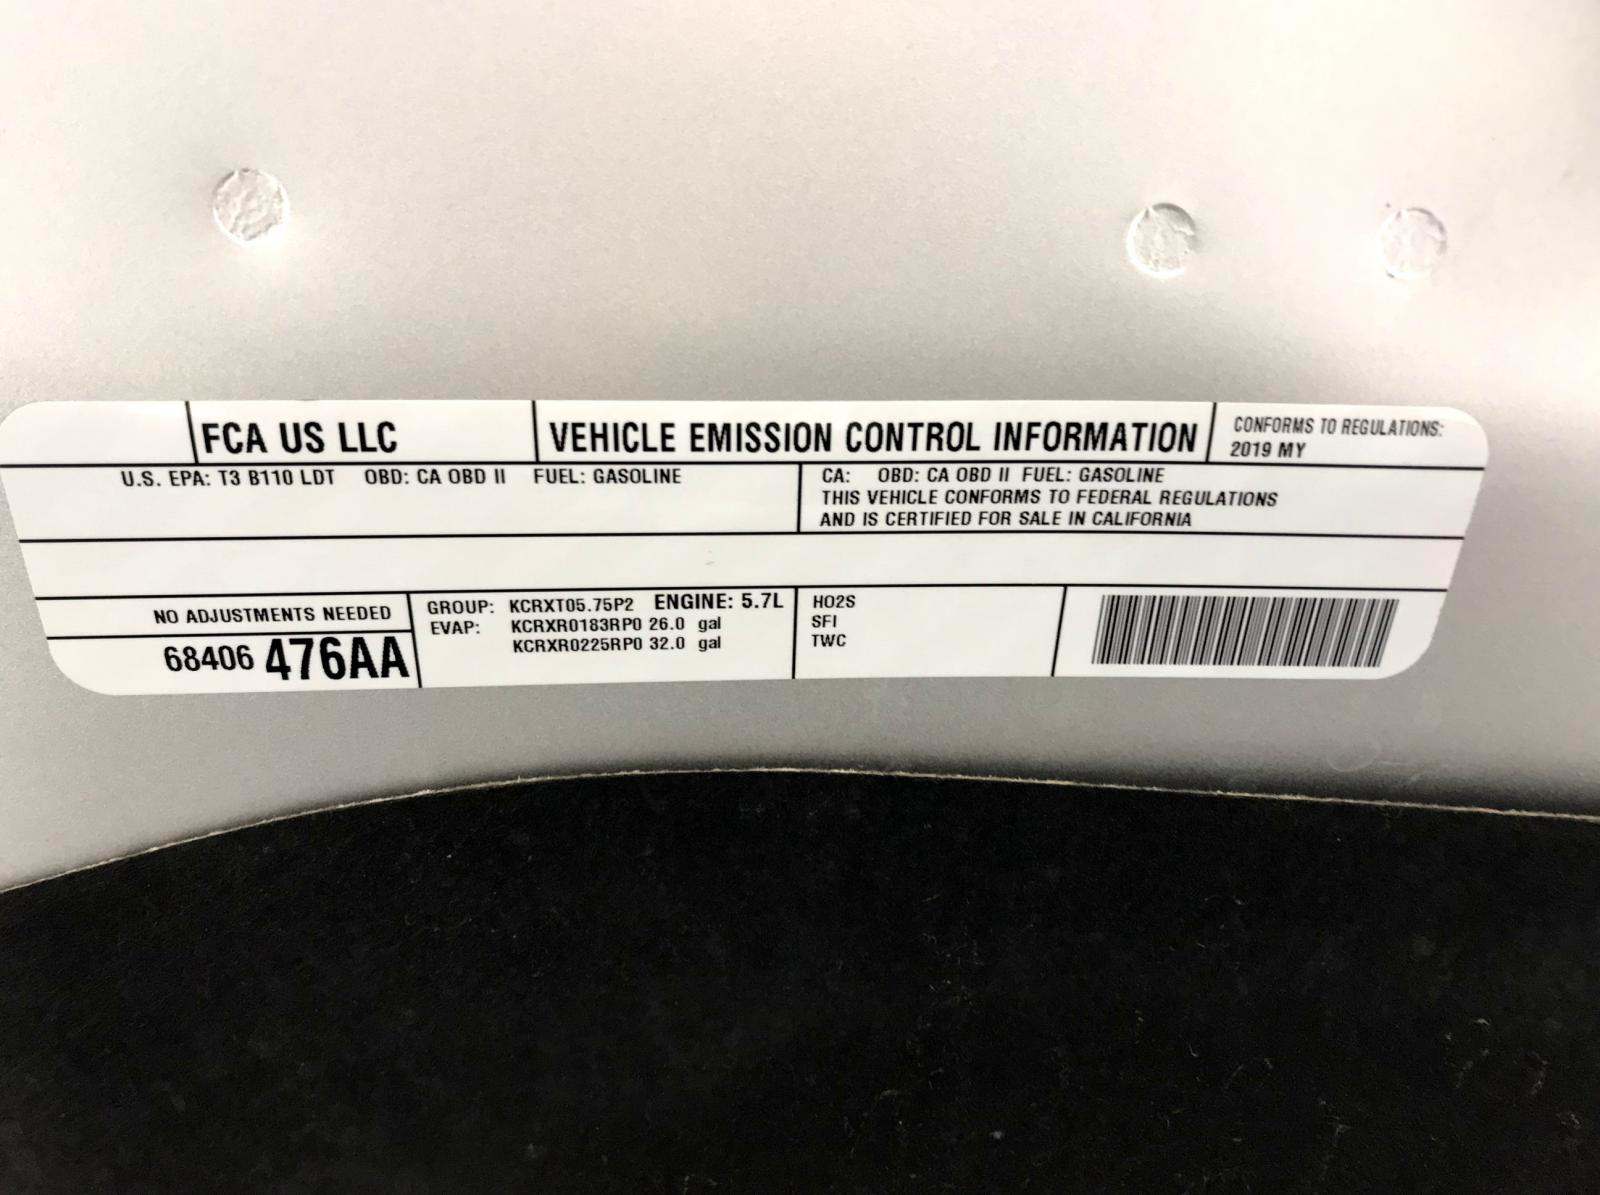 FCA US LLC
VEHICLE EMISSION CONTROL INFORMATION
CONFORMS TO REGULATIONS:
2019 MY
U.S. EPA: T3 B110 LDT OBD: CA OBD II FUEL: GASOLINE
CA: OBD: CA OBD II FUEL: GASOLINE
THIS VEHICLE CONFORMS TO FEDERAL REGULATIONS
AND IS CERTIFIED FOR SALE IN CALIFORNIA
NO ADJUSTMENTS NEEDED
68406 476AA
GROUP: KCRXT05.75P2 ENGINE: 5.7L
EVAP: KCRXR0183RP0 26.0 gal
KCRXR0225RP0 32.0 gal
HO2S
SFI
TWC